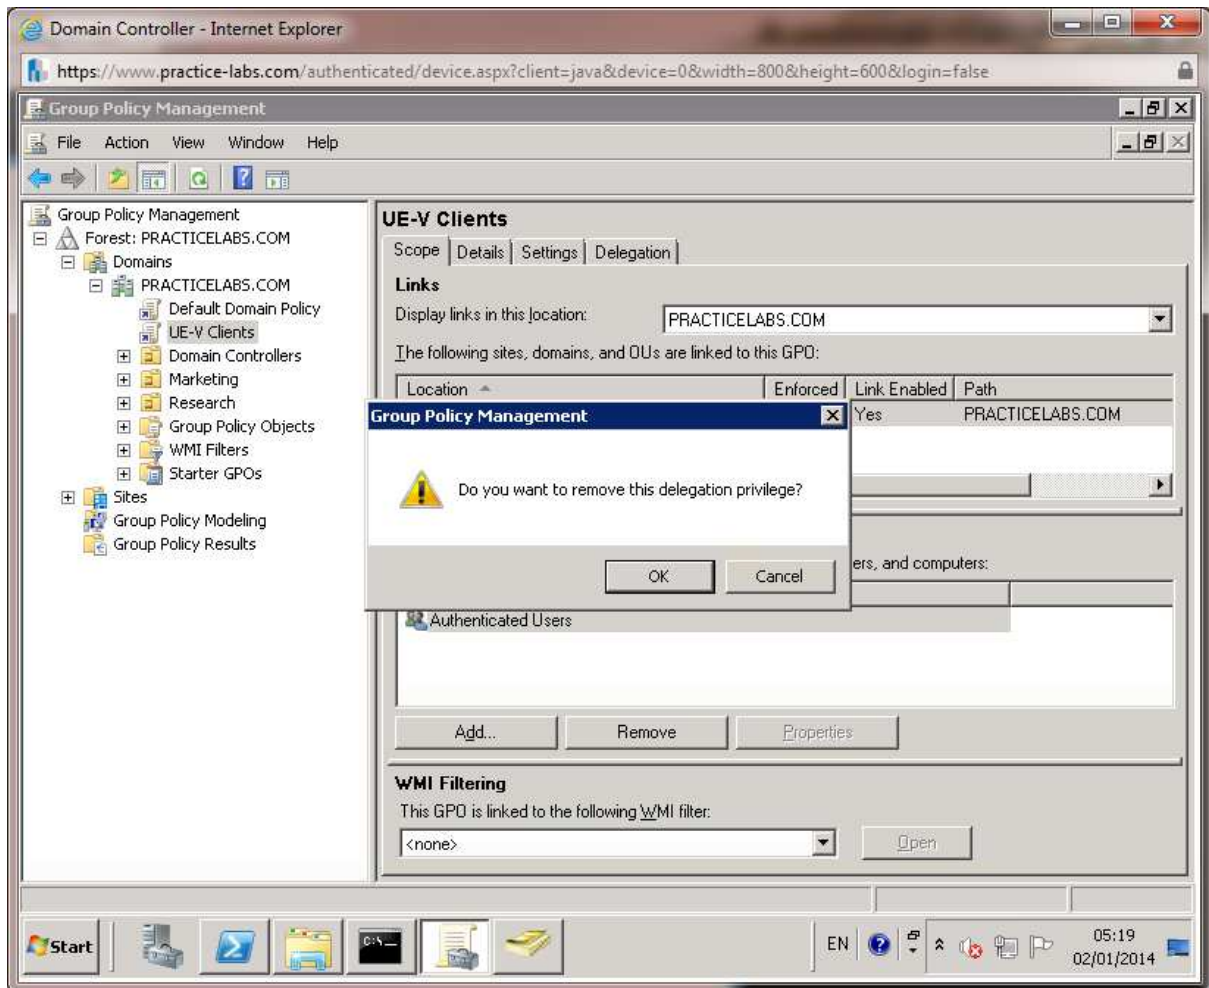 Domain Controller - Internet Explorer
https://www.practice-labs.com/authenticated/device.aspx?client=java&device=0&width=800&height=600&login=false
Group Policy Management
File Action View Window Help
Group Policy Management
Forest: PRACTICELABS.COM
Domains
PRACTICELABS.COM
Default Domain Policy
UE-V Clients
Domain Controllers
Marketing
Research
Group Policy Objects
WMI Filters
Starter GPOs
Sites
Group Policy Modeling
Group Policy Results
UE-V Clients
Scope Details Settings Delegation
Links
Display links in this location: PRACTICELABS.COM
The following sites, domains, and OUs are linked to this GPO:
Location Enforced Link Enabled Path
Yes PRACTICELABS.COM
Group Policy Management
Do you want to remove this delegation privilege?
OK Cancel
ers, and computers:
Authenticated Users
Add... Remove Properties
WMI Filtering
This GPO is linked to the following WMI filter:
<none> Open
Start C:\_ EN 05:19
02/01/2014